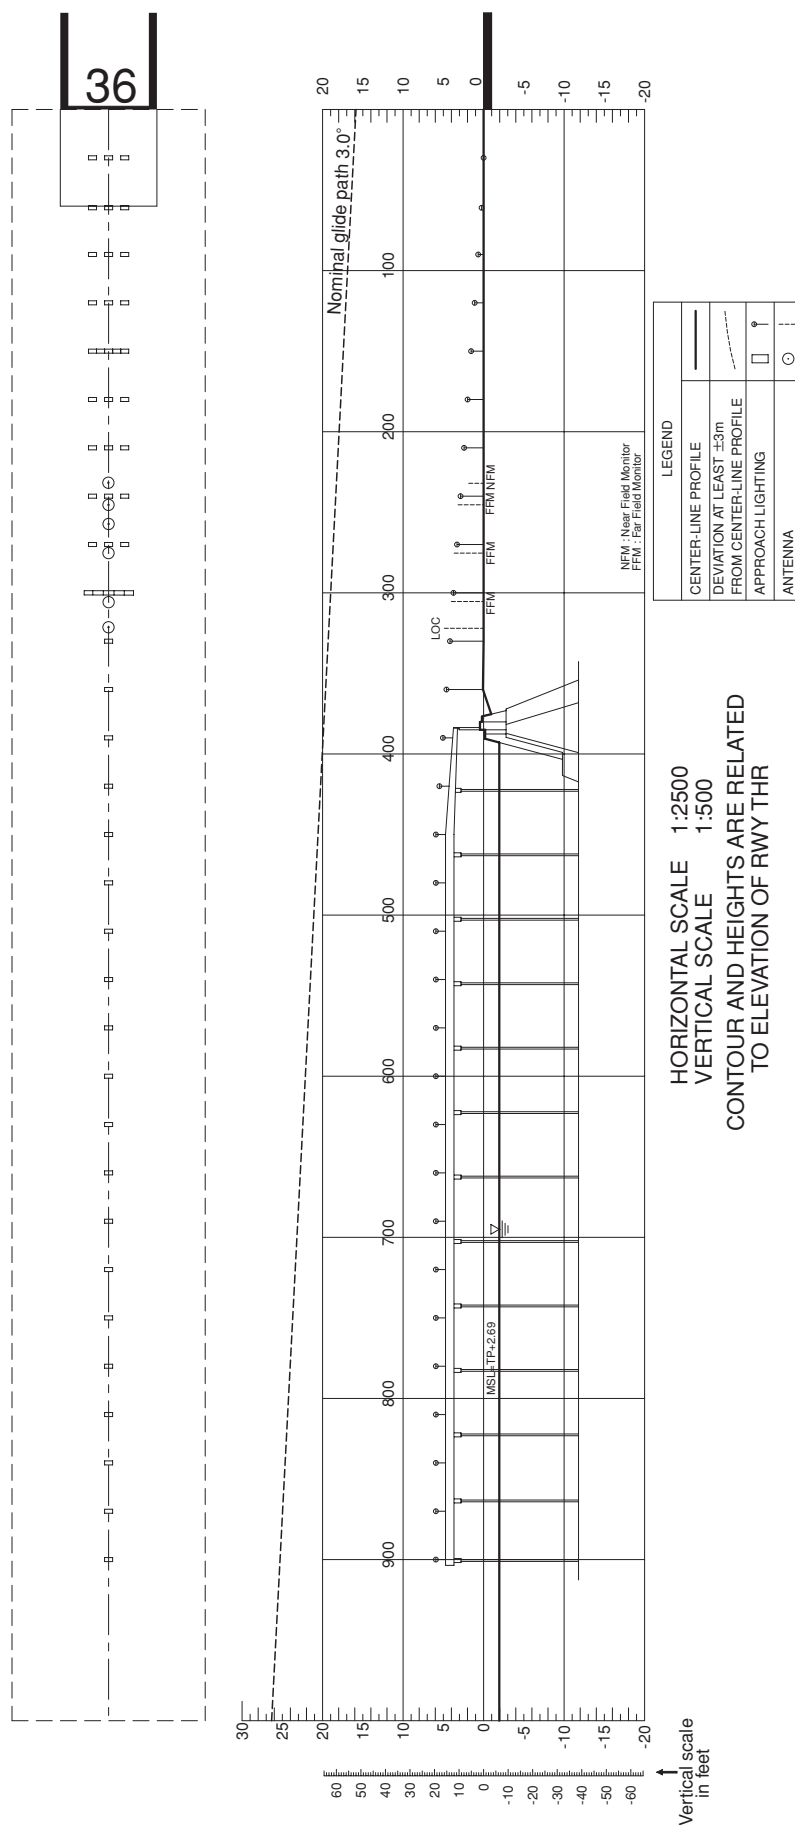 36
20
15
10
5
0
-5
-10
-15
-20
Nominal glide path 3.0°
100
200
300
400
500
600
700
800
900
NFM
FFM
FFM
FFM
LOC
NFM : Near Field Monitor
FFM : Far Field Monitor
MSL=TP+2.69
LEGEND
CENTER-LINE PROFILE
DEVIATION AT LEAST ±3m
FROM CENTER-LINE PROFILE
APPROACH LIGHTING
ANTENNA
HORIZONTAL SCALE 1:2500
VERTICAL SCALE 1:500
CONTOUR AND HEIGHTS ARE RELATED
TO ELEVATION OF RWY THR
30
25
20
15
10
5
0
-5
-10
-15
-20
60
50
40
30
20
10
0
-10
-20
-30
-40
-50
-60
Vertical scale
in feet